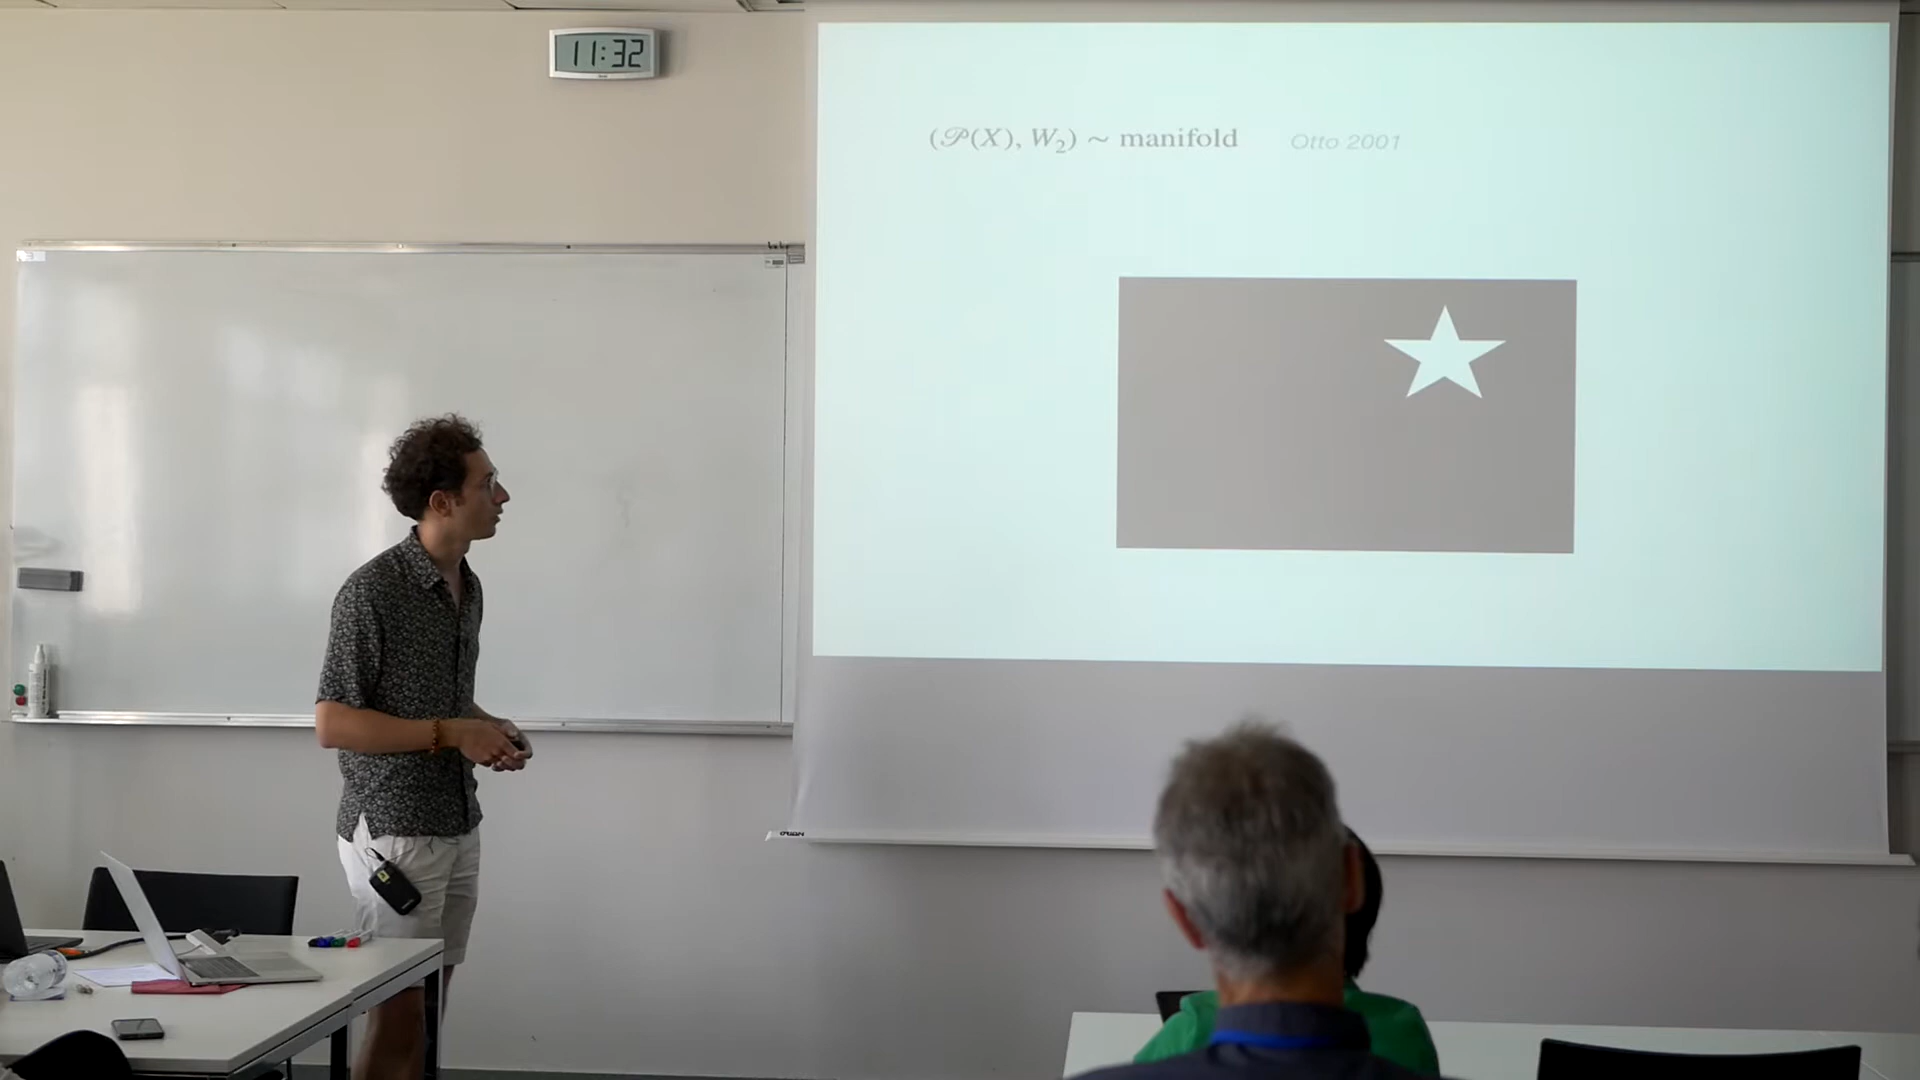 11:32
(𝒫(X), W₂) ~ manifold Otto 2001